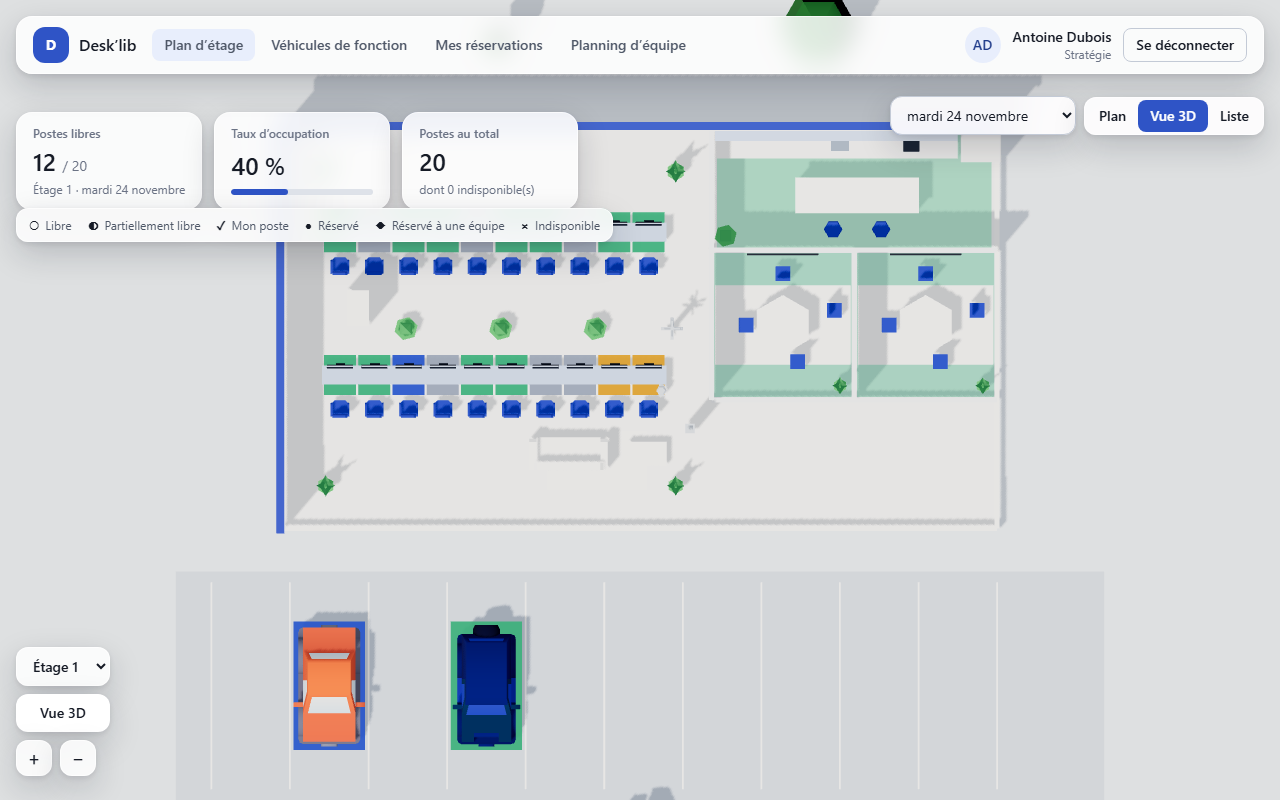 D Desk'lib Plan d'étage Véhicules de fonction Mes réservations Planning d'équipe AD Antoine Dubois Se déconnecter
Stratégie
mardi 24 novembre Plan Vue 3D Liste
Postes libres
12 / 20
Étage 1 · mardi 24 novembre
Taux d'occupation
40 %
Postes au total
20
dont 0 indisponible(s)
Libre Partiellement libre Mon poste Réservé Réservé à une équipe Indisponible
Étage 1
Vue 3D
+ −